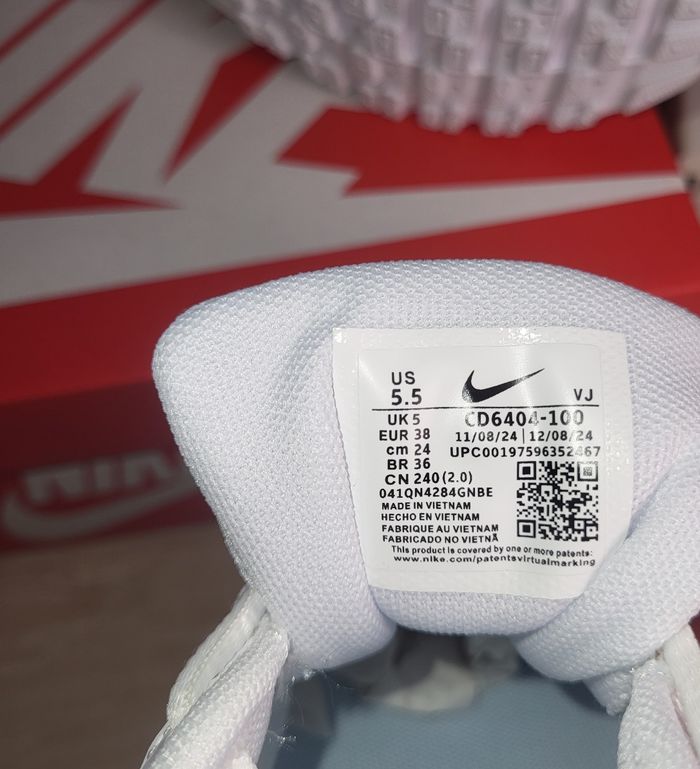 US
5.5
VJ
UK 5
CD6404-100
EUR 38
11/08/24 | 12/08/24
cm 24
UPC00197596352467
BR 36
CN 240 (2.0)
041QN4284GNBE
MADE IN VIETNAM
HECHO EN VIETNAM
FABRIQUE AU VIETNAM
FABRICADO NO VIETNÃ
This product is covered by one or more patents:
www.nike.com/patentsvirtualmarking